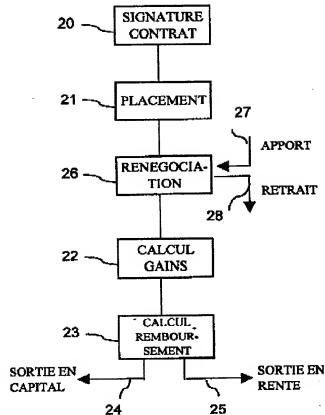 20
SIGNATURE
CONTRAT
21
PLACEMENT
27
APPORT
26
RENEGOCIA-
TION
RETRAIT
28
22
CALCUL
GAINS
23
CALCUL
REMBOUR-
SEMENT
SORTIE EN
CAPITAL
24
25
SORTIE EN
RENTE